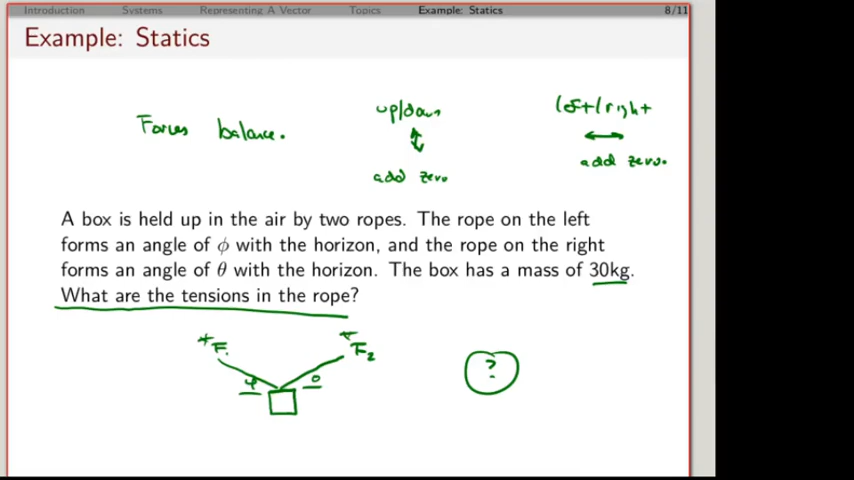 Introduction Systems Representing A Vector Topics Example: Statics 8/11
Example: Statics
Forces balance.
up/down
add zero
left/right
add zero.
A box is held up in the air by two ropes. The rope on the left
forms an angle of ϕ with the horizon, and the rope on the right
forms an angle of θ with the horizon. The box has a mass of 30kg.
What are the tensions in the rope?
F₁
F₂
φ
θ
?